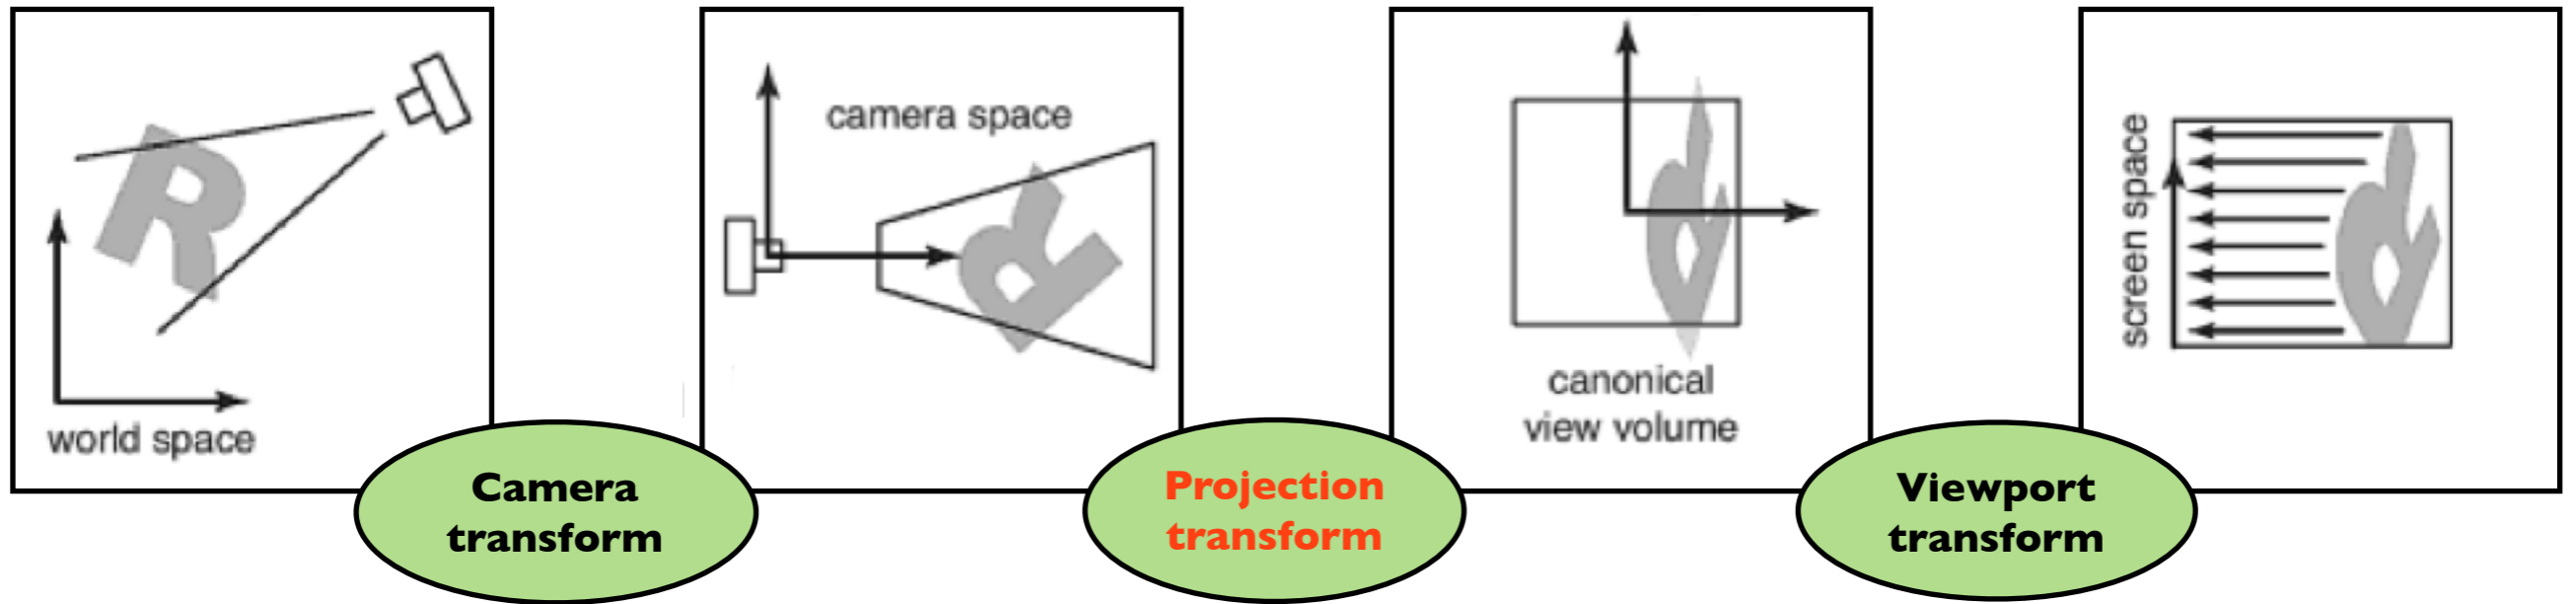 world space
Camera
transform
camera space
Projection
transform
canonical
view volume
Viewport
transform
screen space